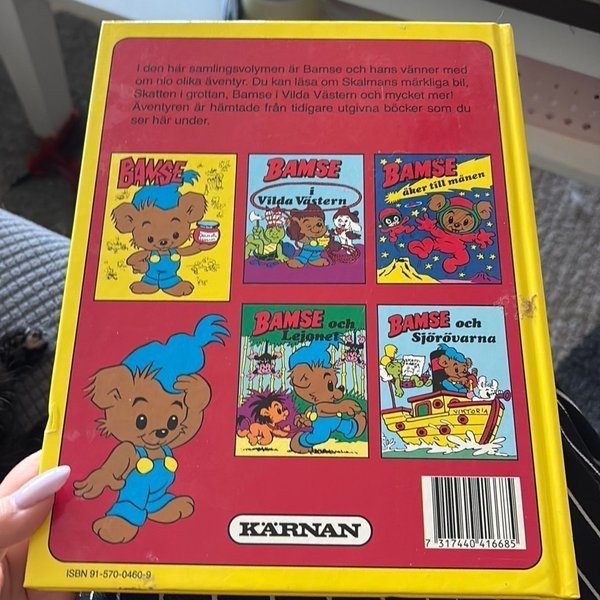 I den här samlingsvolymen är Bamse och hans vänner med
om nio olika äventyr. Du kan läsa om Skalmans märkliga bil,
Skatten i grottan, Bamse i Vilda Västern och mycket mer!
Äventyren är hämtade från tidigare utgivna böcker som du
ser här under.
BAMSE
BAMSE
i
Vilda Västern
BAMSE
åker till månen
BAMSE och
Lejonet
BAMSE och
Sjörövarna
VIKTORIA
KÄRNAN
7 317440 416685
ISBN 91-570-0460-9